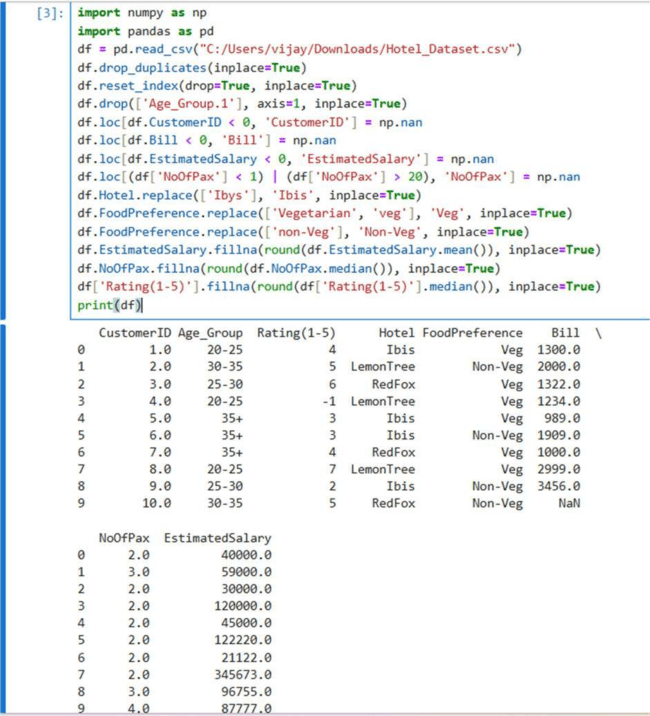 [3]: import numpy as np
import pandas as pd
df = pd.read_csv("C:/Users/vijay/Downloads/Hotel_Dataset.csv")
df.drop_duplicates(inplace=True)
df.reset_index(drop=True, inplace=True)
df.drop(['Age_Group.1'], axis=1, inplace=True)
df.loc[df.CustomerID < 0, 'CustomerID'] = np.nan
df.loc[df.Bill < 0, 'Bill'] = np.nan
df.loc[df.EstimatedSalary < 0, 'EstimatedSalary'] = np.nan
df.loc[(df['NoOfPax'] < 1) | (df['NoOfPax'] > 20), 'NoOfPax'] = np.nan
df.Hotel.replace(['Ibys'], 'Ibis', inplace=True)
df.FoodPreference.replace(['Vegetarian', 'veg'], 'Veg', inplace=True)
df.FoodPreference.replace(['non-Veg'], 'Non-Veg', inplace=True)
df.EstimatedSalary.fillna(round(df.EstimatedSalary.mean()), inplace=True)
df.NoOfPax.fillna(round(df.NoOfPax.median()), inplace=True)
df['Rating(1-5)'].fillna(round(df['Rating(1-5)'].median()), inplace=True)
print(df)
CustomerID Age_Group Rating(1-5) Hotel FoodPreference Bill \
0 1.0 20-25 4 Ibis Veg 1300.0
1 2.0 30-35 5 LemonTree Non-Veg 2000.0
2 3.0 25-30 6 RedFox Veg 1322.0
3 4.0 20-25 -1 LemonTree Veg 1234.0
4 5.0 35+ 3 Ibis Veg 989.0
5 6.0 35+ 3 Ibis Non-Veg 1909.0
6 7.0 35+ 4 RedFox Veg 1000.0
7 8.0 20-25 7 LemonTree Veg 2999.0
8 9.0 25-30 2 Ibis Non-Veg 3456.0
9 10.0 30-35 5 RedFox Non-Veg NaN
NoOfPax EstimatedSalary
0 2.0 40000.0
1 3.0 59000.0
2 2.0 30000.0
3 2.0 120000.0
4 2.0 45000.0
5 2.0 122220.0
6 2.0 21122.0
7 2.0 345673.0
8 3.0 96755.0
9 4.0 87777.0